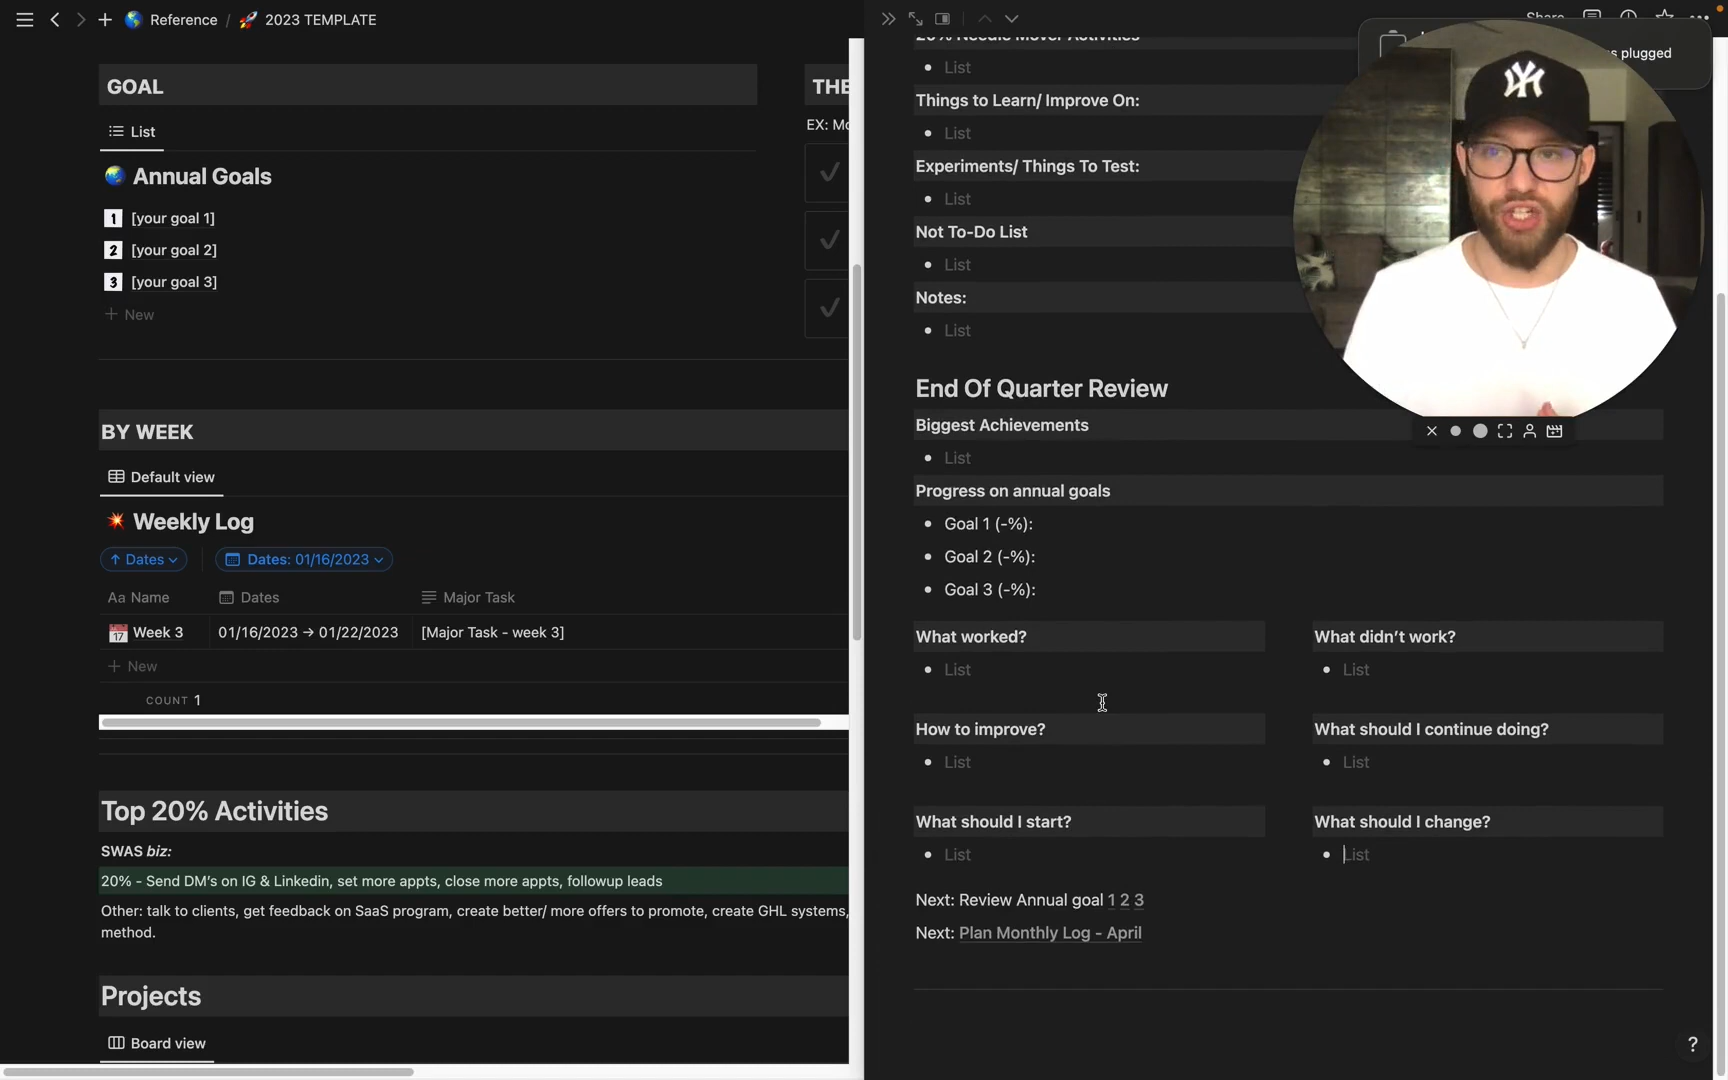 Reference / 2023 TEMPLATE
GOAL
List
Annual Goals
1 [your goal 1]
2 [your goal 2]
3 [your goal 3]
+ New
BY WEEK
Default view
Weekly Log
↑ Dates
Dates: 01/16/2023
Aa Name
Dates
Major Task
Week 3
01/16/2023 → 01/22/2023
[Major Task - week 3]
+ New
COUNT 1
Top 20% Activities
SWAS biz:
20% - Send DM's on IG & Linkedin, set more appts, close more appts, followup leads
Other: talk to clients, get feedback on SaaS program, create better/ more offers to promote, create GHL systems,
method.
Projects
Board view
THE
EX:
Share
plugged
20% Needle Mover Activities
• List
Things to Learn/ Improve On:
• List
Experiments/ Things To Test:
• List
Not To-Do List
• List
Notes:
• List
NY
End Of Quarter Review
Biggest Achievements
• List
Progress on annual goals
• Goal 1 (-%):
• Goal 2 (-%):
• Goal 3 (-%):
What worked?
• List
What didn't work?
• List
How to improve?
• List
What should I continue doing?
• List
What should I start?
• List
What should I change?
• List
Next: Review Annual goal 1 2 3
Next: Plan Monthly Log - April
?